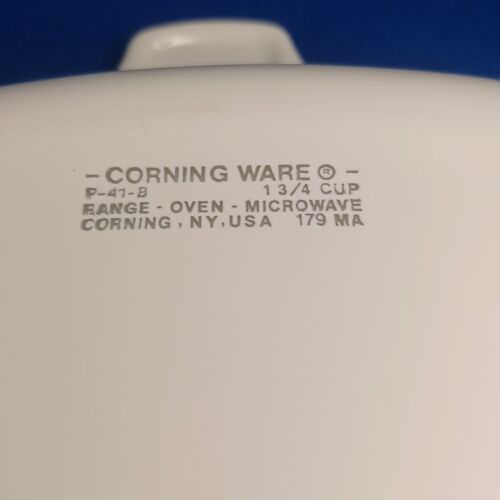 - CORNING WARE ® -
P-41-B 1 3/4 CUP
RANGE - OVEN - MICROWAVE
CORNING, NY, USA 179 MA